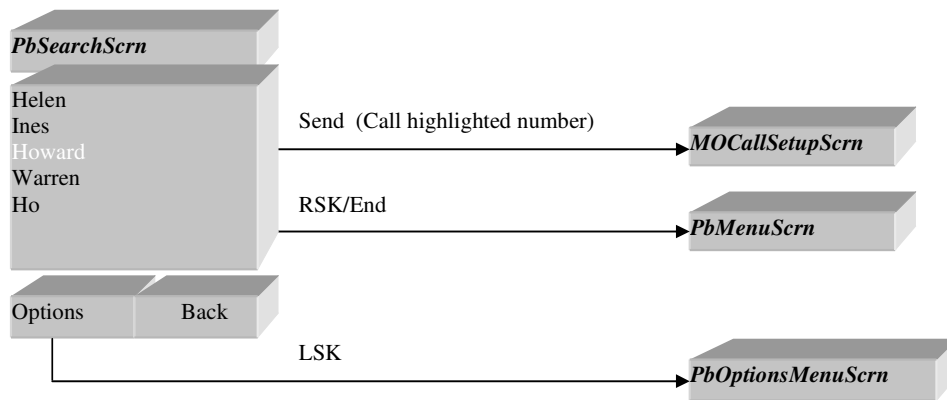 PbSearchScrn
Helen
Ines
Howard
Warren
Ho
Send (Call highlighted number)
MOCallSetupScrn
RSK/End
PbMenuScrn
Options
Back
LSK
PbOptionsMenuScrn